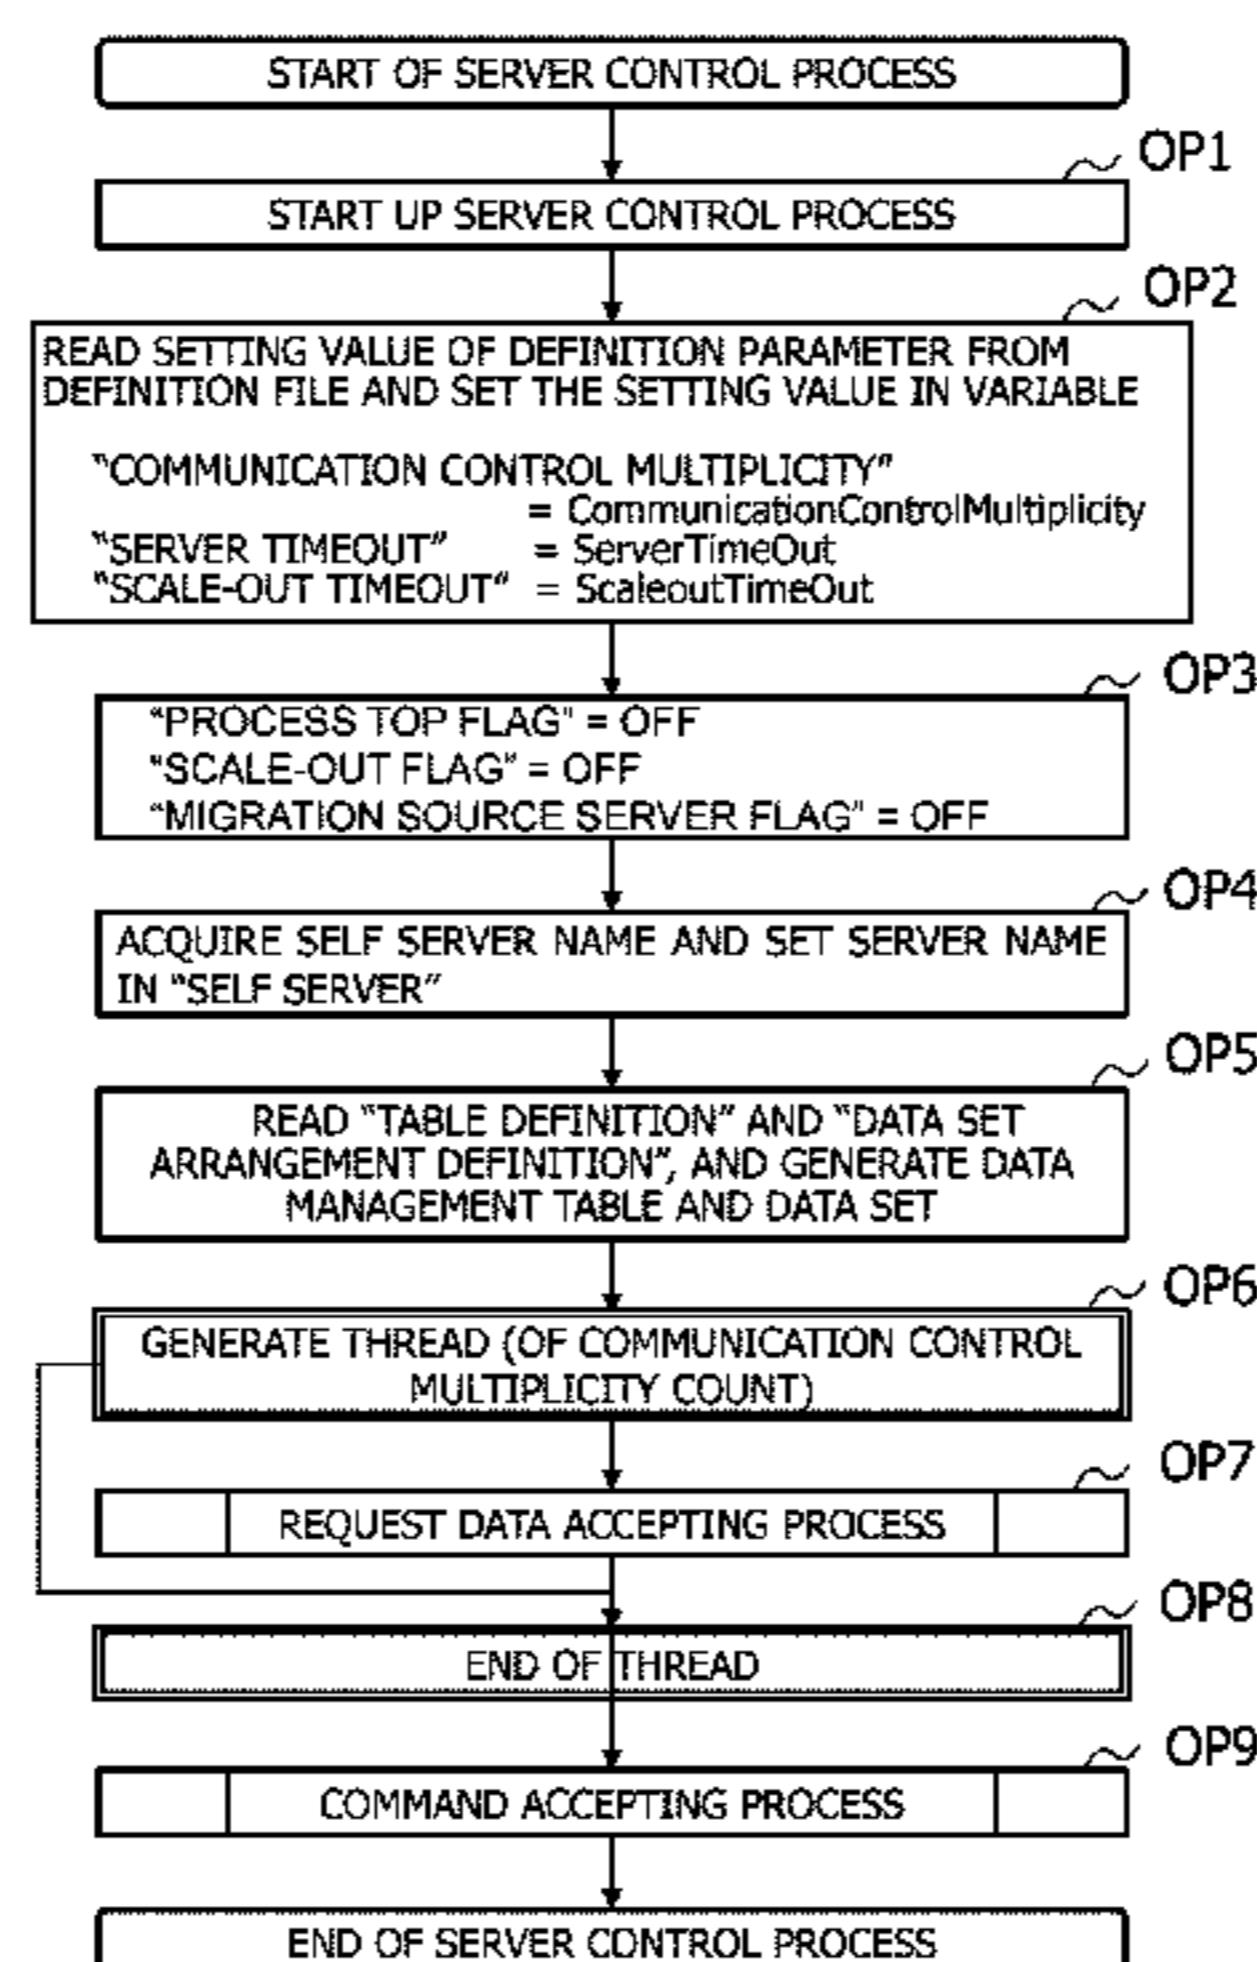 START OF SERVER CONTROL PROCESS
OP1
START UP SERVER CONTROL PROCESS
OP2
READ SETTING VALUE OF DEFINITION PARAMETER FROM
DEFINITION FILE AND SET THE SETTING VALUE IN VARIABLE
"COMMUNICATION CONTROL MULTIPLICITY"
= CommunicationControlMultiplicity
"SERVER TIMEOUT" = ServerTimeOut
"SCALE-OUT TIMEOUT" = ScaleoutTimeOut
OP3
"PROCESS TOP FLAG" = OFF
"SCALE-OUT FLAG" = OFF
"MIGRATION SOURCE SERVER FLAG" = OFF
OP4
ACQUIRE SELF SERVER NAME AND SET SERVER NAME
IN "SELF SERVER"
OP5
READ "TABLE DEFINITION" AND "DATA SET
ARRANGEMENT DEFINITION", AND GENERATE DATA
MANAGEMENT TABLE AND DATA SET
OP6
GENERATE THREAD (OF COMMUNICATION CONTROL
MULTIPLICITY COUNT)
OP7
REQUEST DATA ACCEPTING PROCESS
OP8
END OF THREAD
OP9
COMMAND ACCEPTING PROCESS
END OF SERVER CONTROL PROCESS